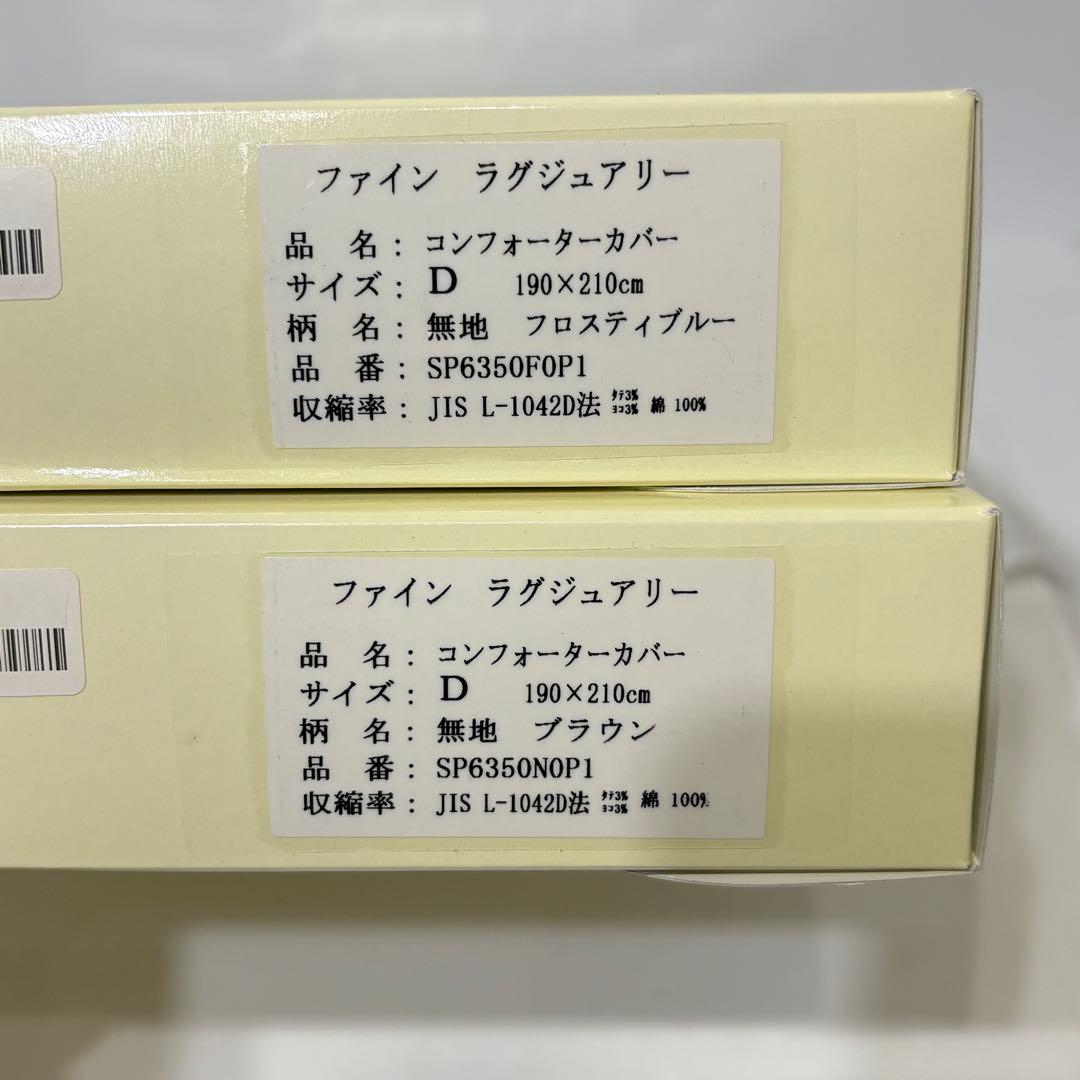 ファイン ラグジュアリー
品 名: コンフォーターカバー
サイズ: D 190×210cm
柄 名: 無地 フロスティブルー
品 番: SP6350F0P1
収縮率: JIS L-1042D法 ﾀﾃ3% ﾖｺ3% 綿 100%
ファイン ラグジュアリー
品 名: コンフォーターカバー
サイズ: D 190×210cm
柄 名: 無地 ブラウン
品 番: SP6350N0P1
収縮率: JIS L-1042D法 ﾀﾃ3% ﾖｺ3% 綿 100%